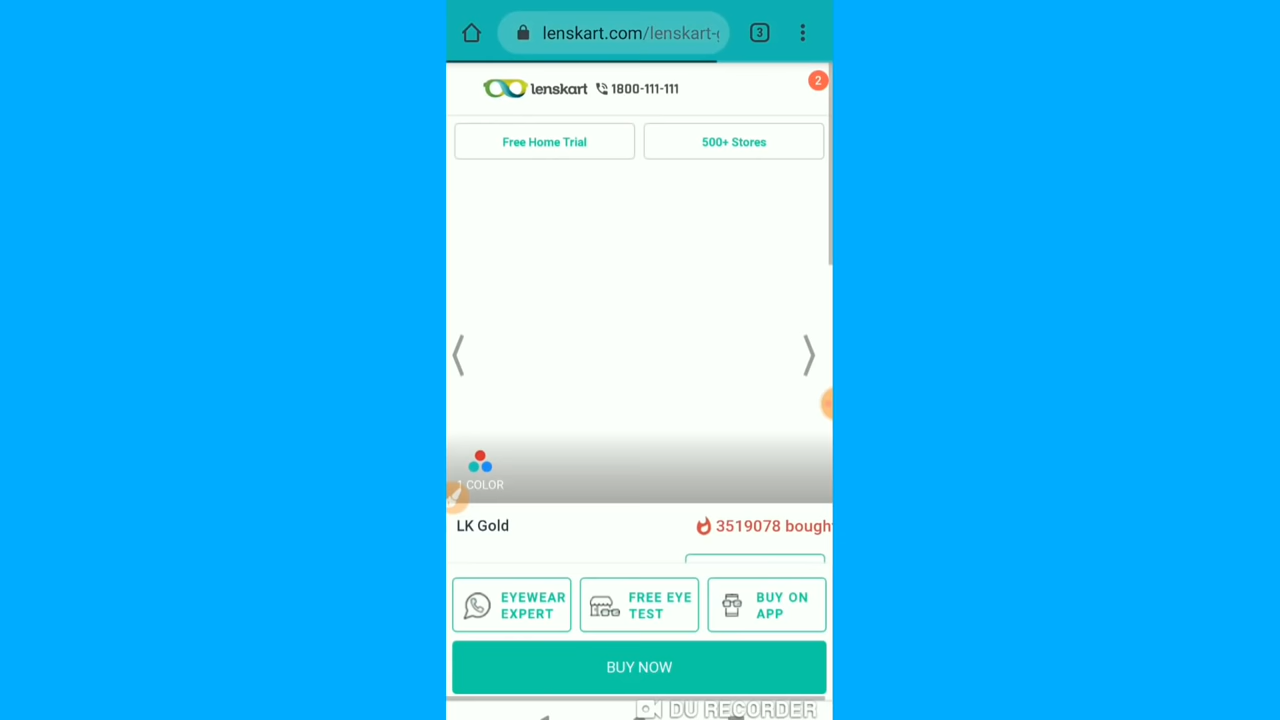 lenskart.com/lenskart-
3
lenskart 1800-111-111
2
Free Home Trial
500+ Stores
1 COLOR
LK Gold
3519078 bough
EYEWEAR EXPERT
FREE EYE TEST
BUY ON APP
BUY NOW
DU RECORDER